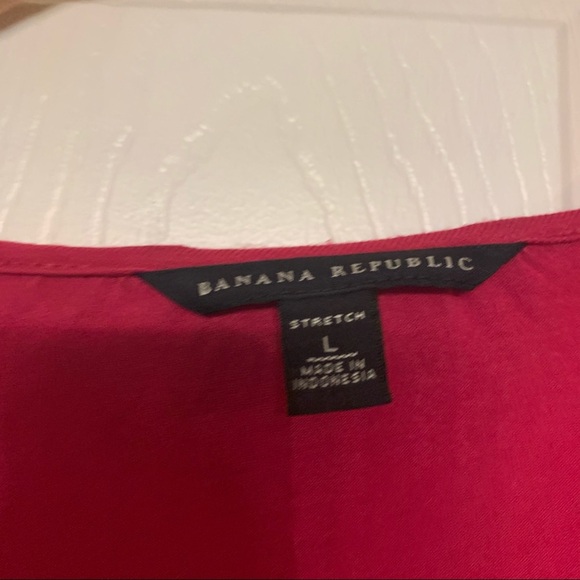 BANANA REPUBLIC
STRETCH
L
MADE IN
INDONESIA